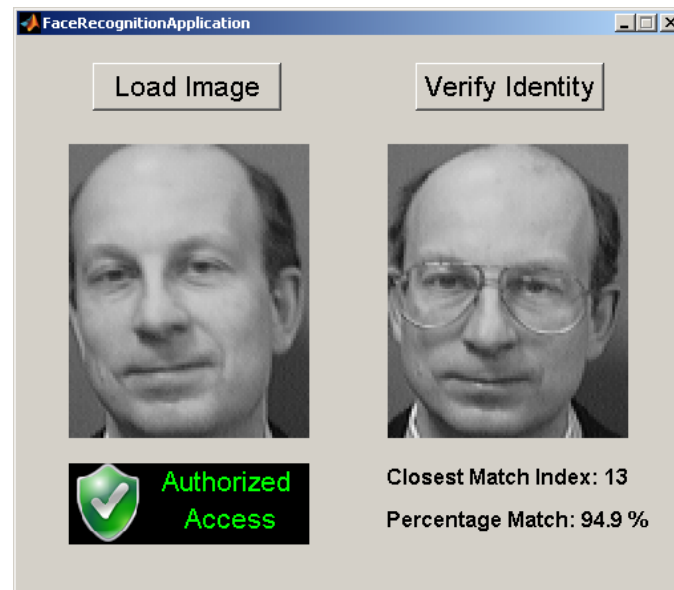 FaceRecognitionApplication
Load Image
Verify Identity
Authorized
Access
Closest Match Index: 13
Percentage Match: 94.9 %